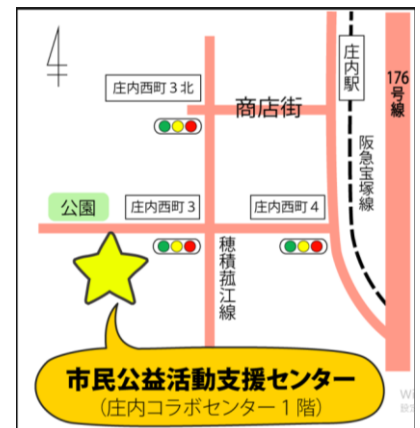 庄内西町3北
商店街
庄内駅
176号線
阪急宝塚線
公園
庄内西町3
庄内西町4
穂積菰江線
市民公益活動支援センター
(庄内コラボセンター1階)